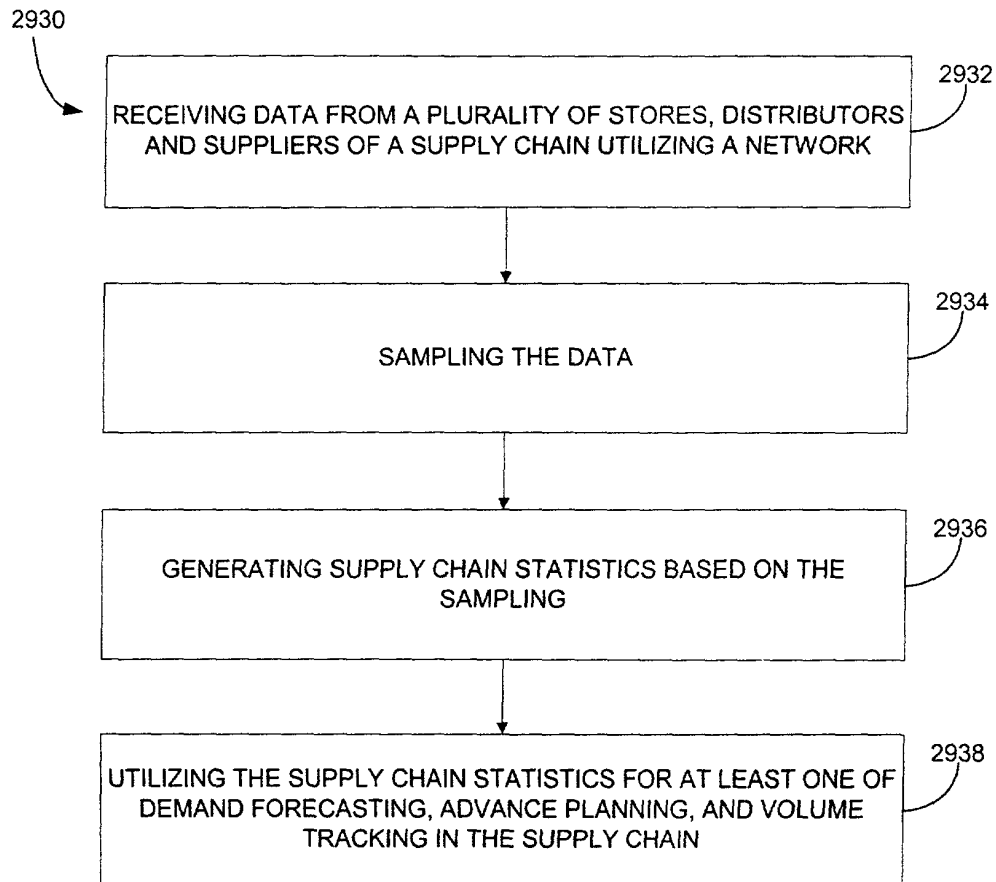 2930
2932
RECEIVING DATA FROM A PLURALITY OF STORES, DISTRIBUTORS
AND SUPPLIERS OF A SUPPLY CHAIN UTILIZING A NETWORK
2934
SAMPLING THE DATA
2936
GENERATING SUPPLY CHAIN STATISTICS BASED ON THE
SAMPLING
2938
UTILIZING THE SUPPLY CHAIN STATISTICS FOR AT LEAST ONE OF
DEMAND FORECASTING, ADVANCE PLANNING, AND VOLUME
TRACKING IN THE SUPPLY CHAIN